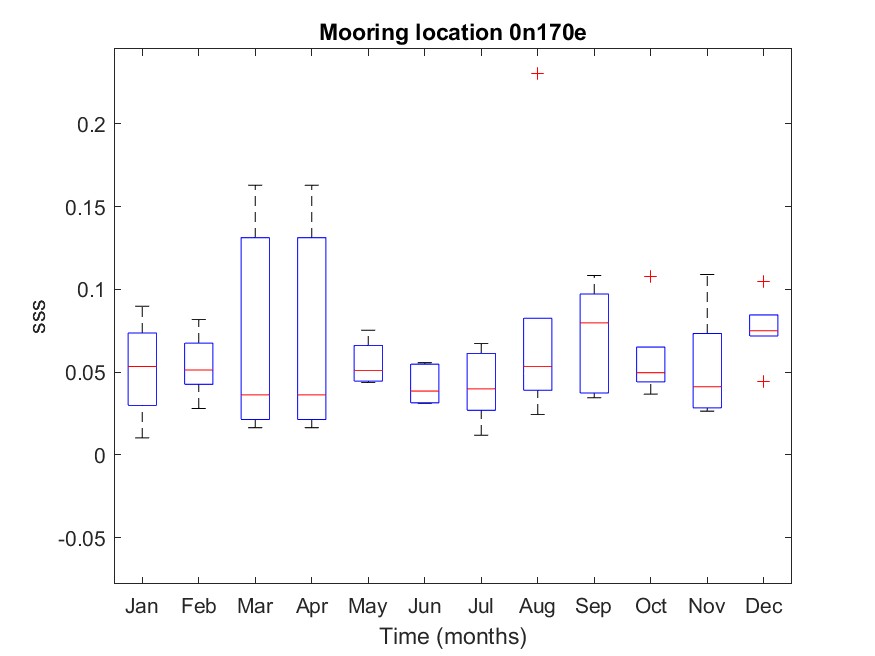 Mooring location 0n170e
0.2
0.15
0.1
0.05
0
-0.05
sss
Jan Feb Mar Apr May Jun Jul Aug Sep Oct Nov Dec
Time (months)